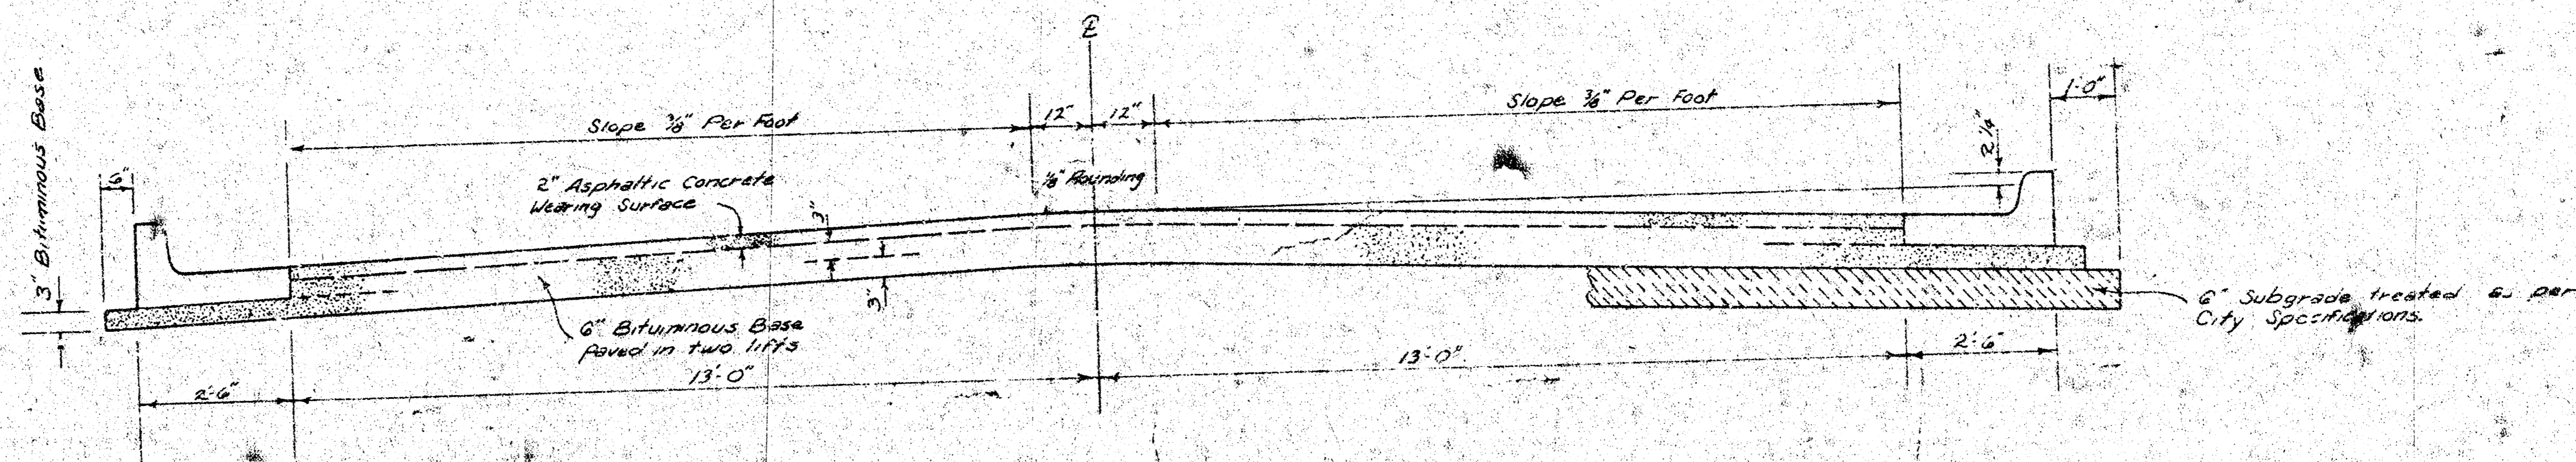 ℄
3" Bituminous Base
Slope 3/8" Per Foot
12"
12"
Slope 3/8" Per Foot
1'-0"
6"
2" Asphaltic Concrete
Wearing Surface
1/8" Rounding
2 1/4"
3"
3"
6" Bituminous Base
paved in two lifts
6" Subgrade treated as per
City Specifications.
2'-6"
13'-0"
13'-0"
2'-6"